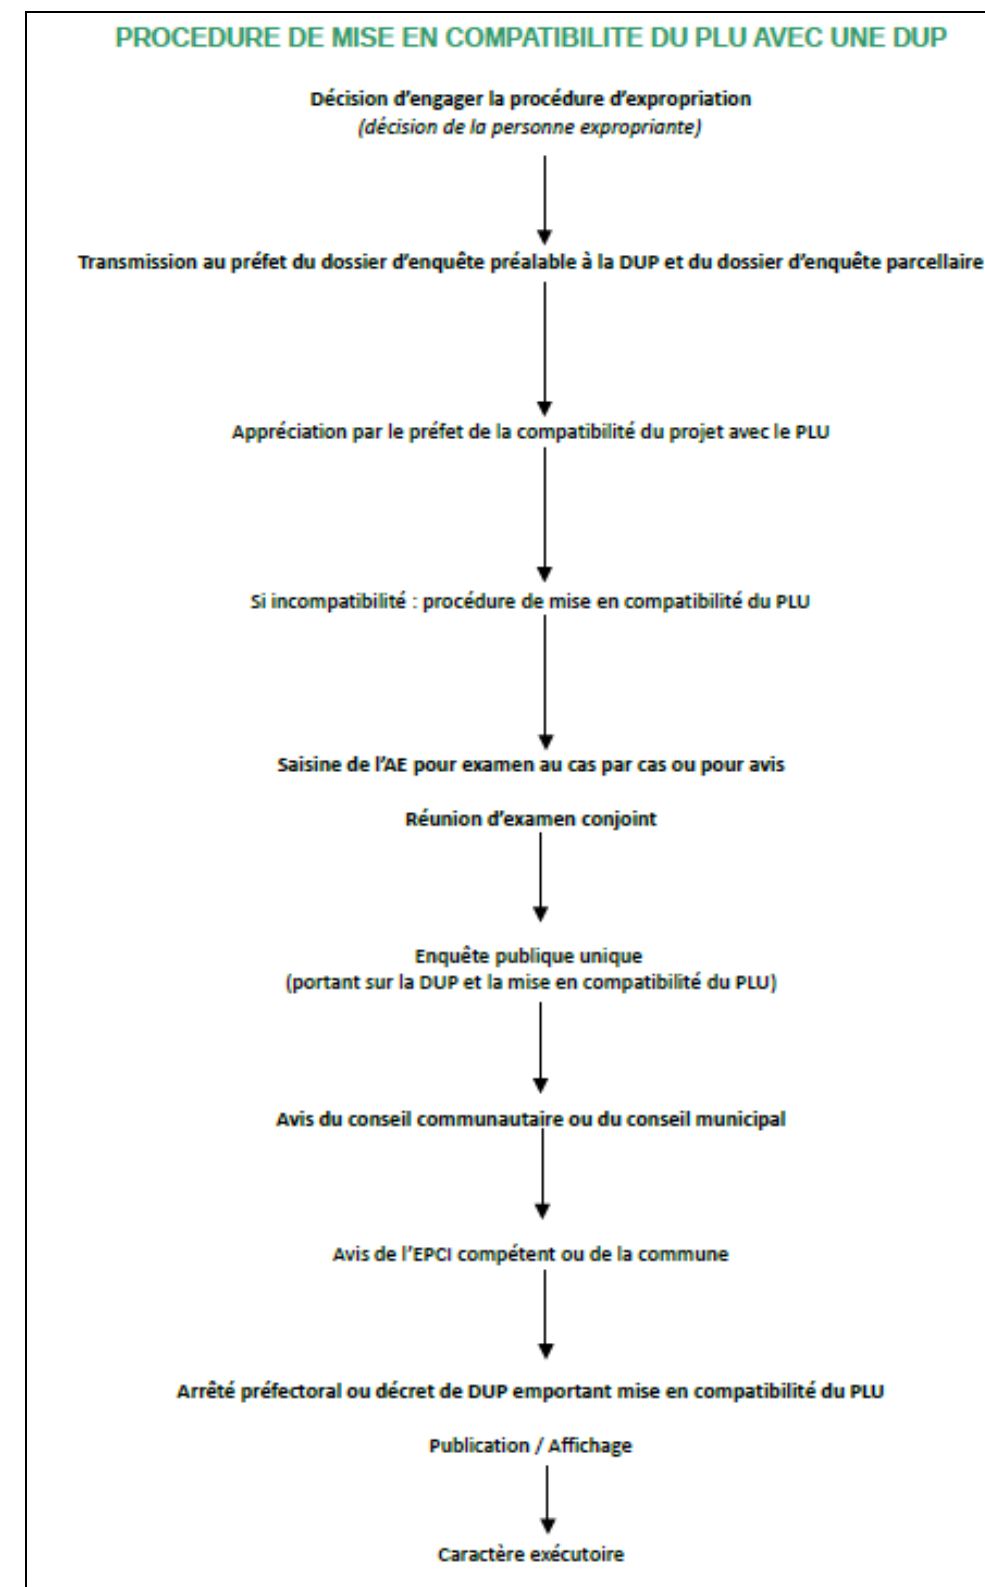 PROCEDURE DE MISE EN COMPATIBILITE DU PLU AVEC UNE DUP
Décision d'engager la procédure d'expropriation
(décision de la personne expropriante)
Transmission au préfet du dossier d'enquête préalable à la DUP et du dossier d'enquête parcellaire
Appréciation par le préfet de la compatibilité du projet avec le PLU
Si incompatibilité : procédure de mise en compatibilité du PLU
Saisine de l'AE pour examen au cas par cas ou pour avis
Réunion d'examen conjoint
Enquête publique unique
(portant sur la DUP et la mise en compatibilité du PLU)
Avis du conseil communautaire ou du conseil municipal
Avis de l'EPCI compétent ou de la commune
Arrêté préfectoral ou décret de DUP emportant mise en compatibilité du PLU
Publication / Affichage
Caractère exécutoire